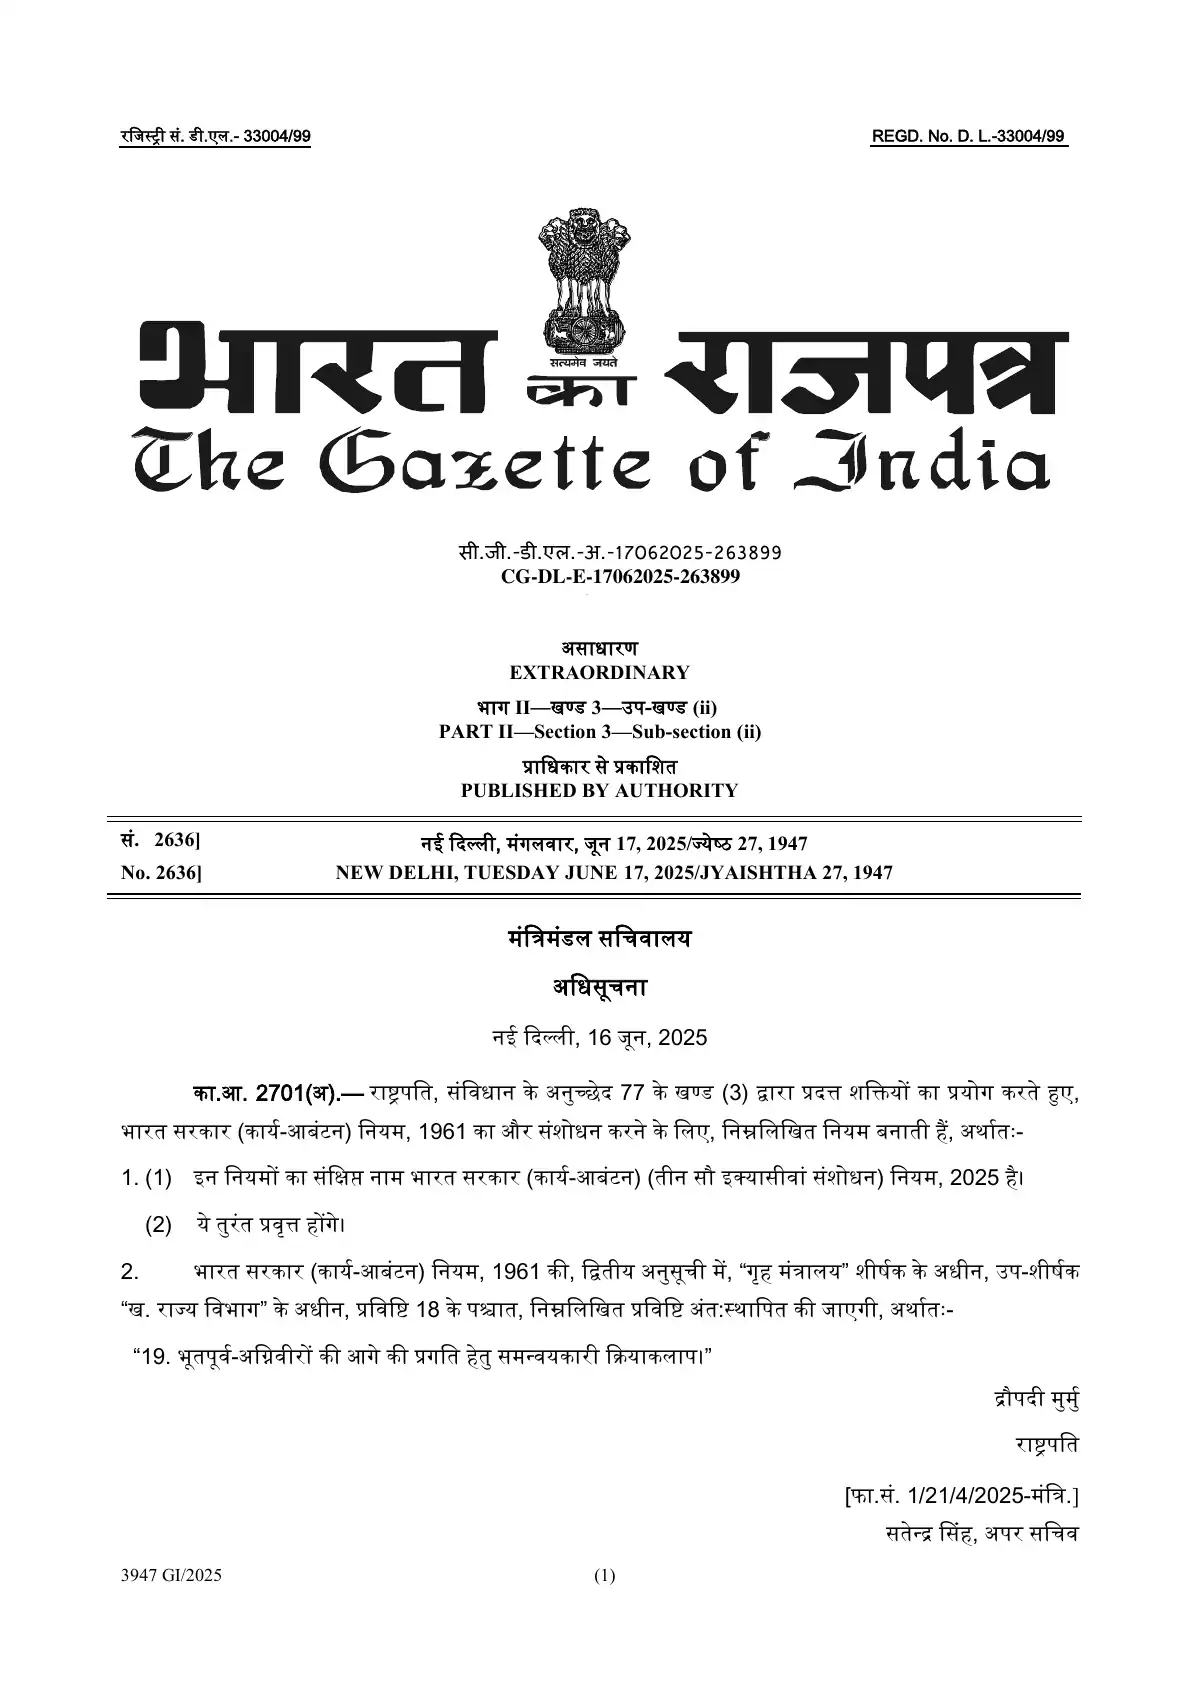 रजिस्ट्री सं. डी.एल.- 33004/99
REGD. No. D. L.-33004/99
सत्यमेव जयते
भारत का राजपत्र
The Gazette of India
सी.जी.-डी.एल.-अ.-17062025-263899
CG-DL-E-17062025-263899
असाधारण
EXTRAORDINARY
भाग II—खण्ड 3—उप-खण्ड (ii)
PART II—Section 3—Sub-section (ii)
प्राधिकार से प्रकाशित
PUBLISHED BY AUTHORITY
सं. 2636] नई दिल्ली, मंगलवार, जून 17, 2025/ज्येष्ठ 27, 1947
No. 2636] NEW DELHI, TUESDAY JUNE 17, 2025/JYAISHTHA 27, 1947
मंत्रिमंडल सचिवालय
अधिसूचना
नई दिल्ली, 16 जून, 2025
का.आ. 2701(अ).— राष्ट्रपति, संविधान के अनुच्छेद 77 के खण्ड (3) द्वारा प्रदत्त शक्तियों का प्रयोग करते हुए,
भारत सरकार (कार्य-आबंटन) नियम, 1961 का और संशोधन करने के लिए, निम्नलिखित नियम बनाती हैं, अर्थात:-
1. (1) इन नियमों का संक्षिप्त नाम भारत सरकार (कार्य-आबंटन) (तीन सौ इक्यासीवां संशोधन) नियम, 2025 है।
(2) ये तुरंत प्रवृत्त होंगे।
2. भारत सरकार (कार्य-आबंटन) नियम, 1961 की, द्वितीय अनुसूची में, “गृह मंत्रालय” शीर्षक के अधीन, उप-शीर्षक
“ख. राज्य विभाग” के अधीन, प्रविष्टि 18 के पश्चात, निम्नलिखित प्रविष्टि अंत:स्थापित की जाएगी, अर्थात:-
“19. भूतपूर्व-अग्निवीरों की आगे की प्रगति हेतु समन्वयकारी क्रियाकलाप।”
द्रौपदी मुर्मु
राष्ट्रपति
[फा.सं. 1/21/4/2025-मंत्रि.]
सतेन्द्र सिंह, अपर सचिव
3947 GI/2025 (1)